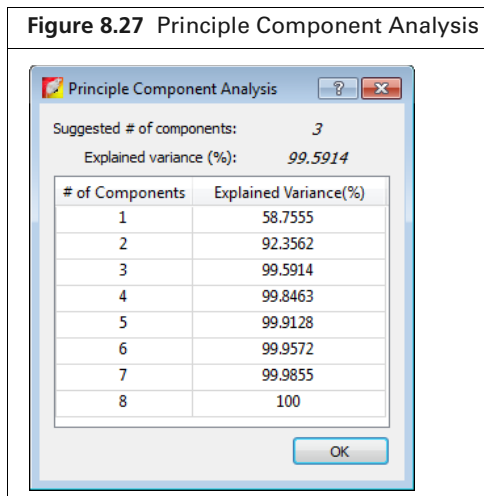 Figure 8.27 Principle Component Analysis
Principle Component Analysis
Suggested # of components: 3
Explained variance (%): 99.5914
# of Components Explained Variance(%)
1 58.7555
2 92.3562
3 99.5914
4 99.8463
5 99.9128
6 99.9572
7 99.9855
8 100
OK